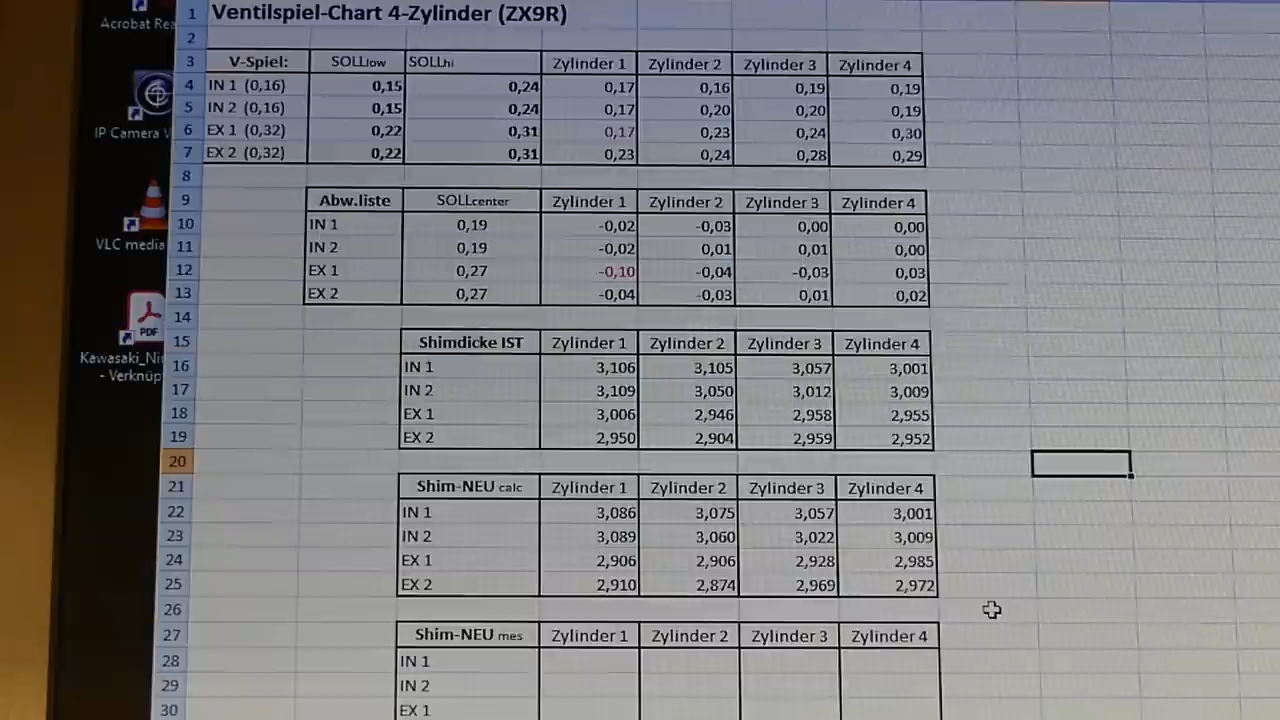 Acrobat Rea
IP Camera V
VLC media
PDF
Kawasaki_Nin
- Verknüp
1 Ventilspiel-Chart 4-Zylinder (ZX9R)
2
3 V-Spiel: SOLLlow SOLLhi Zylinder 1 Zylinder 2 Zylinder 3 Zylinder 4
4 IN 1 (0,16) 0,15 0,24 0,17 0,16 0,19 0,19
5 IN 2 (0,16) 0,15 0,24 0,17 0,20 0,20 0,19
6 EX 1 (0,32) 0,22 0,31 0,17 0,23 0,24 0,30
7 EX 2 (0,32) 0,22 0,31 0,23 0,24 0,28 0,29
8
9 Abw.liste SOLLcenter Zylinder 1 Zylinder 2 Zylinder 3 Zylinder 4
10 IN 1 0,19 -0,02 -0,03 0,00 0,00
11 IN 2 0,19 -0,02 0,01 0,01 0,00
12 EX 1 0,27 -0,10 -0,04 -0,03 0,03
13 EX 2 0,27 -0,04 -0,03 0,01 0,02
14
15 Shimdicke IST Zylinder 1 Zylinder 2 Zylinder 3 Zylinder 4
16 IN 1 3,106 3,105 3,057 3,001
17 IN 2 3,109 3,050 3,012 3,009
18 EX 1 3,006 2,946 2,958 2,955
19 EX 2 2,950 2,904 2,959 2,952
20
21 Shim-NEU calc Zylinder 1 Zylinder 2 Zylinder 3 Zylinder 4
22 IN 1 3,086 3,075 3,057 3,001
23 IN 2 3,089 3,060 3,022 3,009
24 EX 1 2,906 2,906 2,928 2,985
25 EX 2 2,910 2,874 2,969 2,972
26
27 Shim-NEU mes Zylinder 1 Zylinder 2 Zylinder 3 Zylinder 4
28 IN 1
29 IN 2
30 EX 1